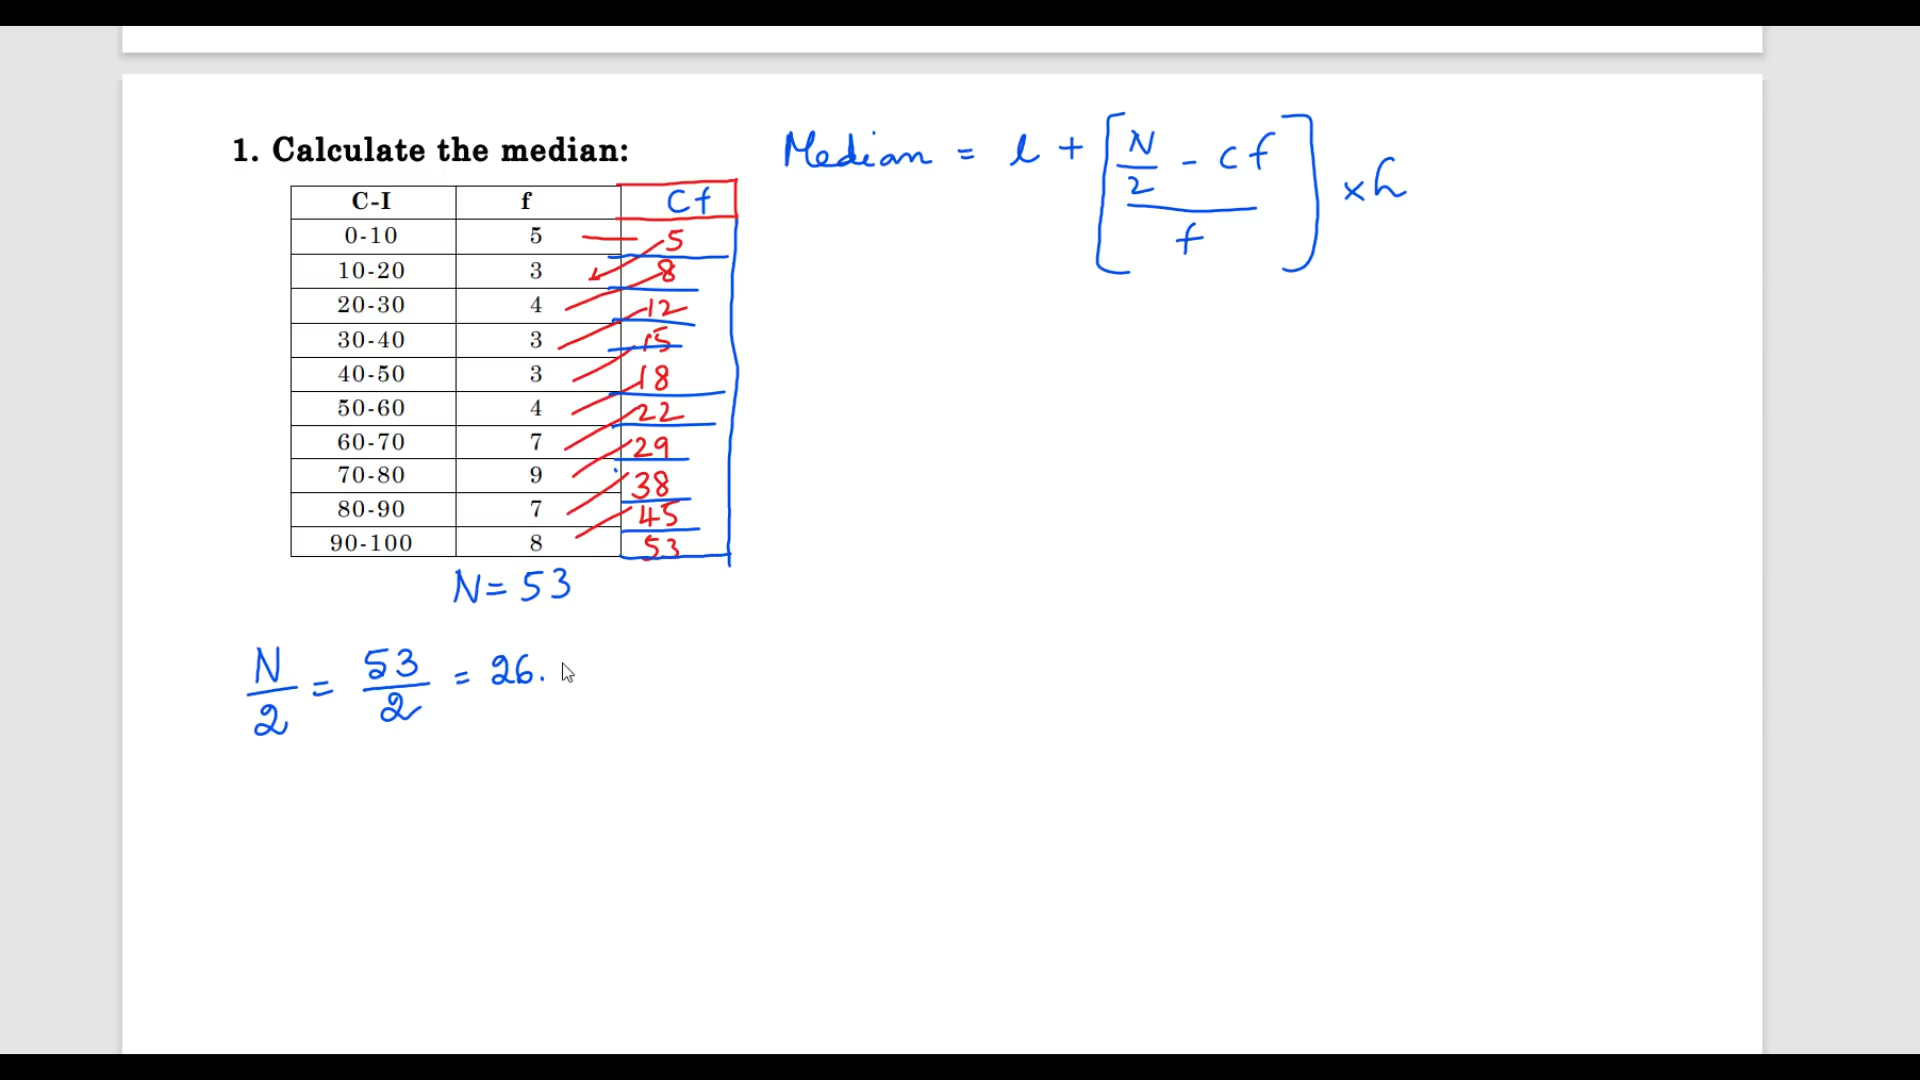 1. Calculate the median:
Median = l + [ N/2 - cf / f ] × h
C-I f Cf
0-10 5 5
10-20 3 8
20-30 4 12
30-40 3 15
40-50 3 18
50-60 4 22
60-70 7 29
70-80 9 38
80-90 7 45
90-100 8 53
N = 53
N/2 = 53/2 = 26.